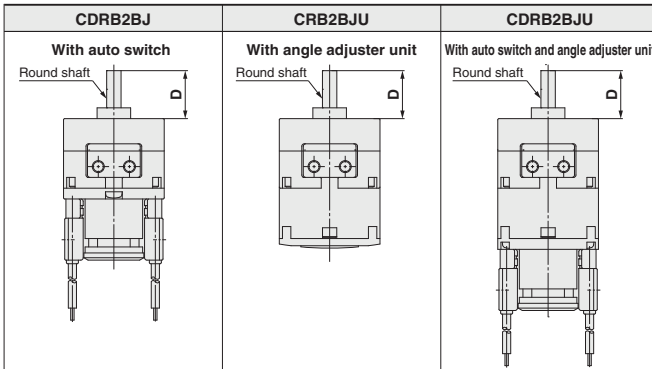 CDRB2BJ
CRB2BJU
CDRB2BJU
With auto switch
With angle adjuster unit
With auto switch and angle adjuster unit
Round shaft
D
Round shaft
D
Round shaft
D